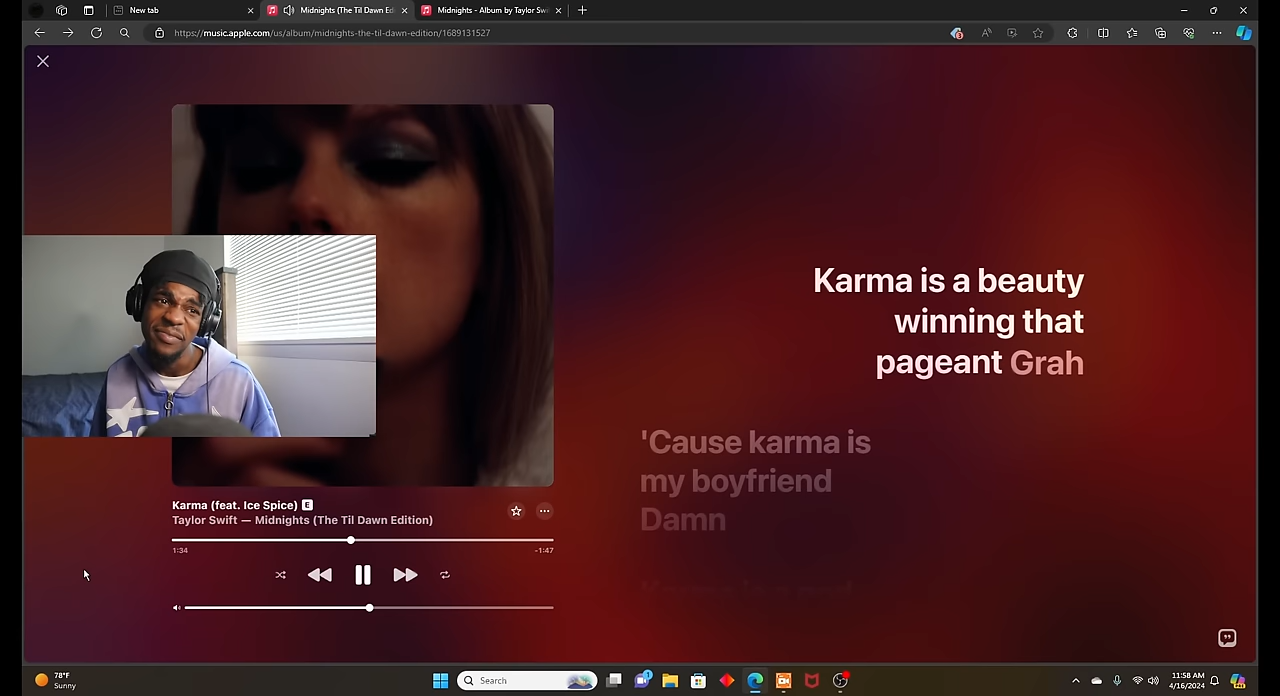 New tab
Midnights (The Til Dawn Ed
Midnights - Album by Taylor Sw
https://music.apple.com/us/album/midnights-the-til-dawn-edition/1689131527
Karma is a beauty
winning that
pageant Grah
'Cause karma is
my boyfriend
Damn
Karma (feat. Ice Spice) E
Taylor Swift — Midnights (The Til Dawn Edition)
1:34
-1:47
78°F
Sunny
Search
11:58 AM
4/16/2024